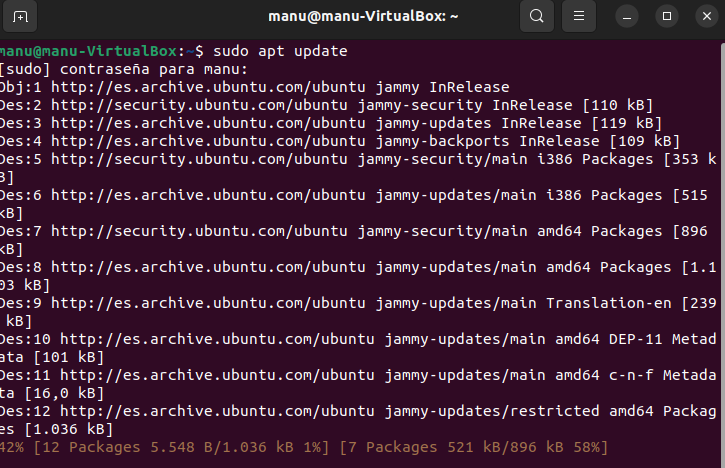 manu@manu-VirtualBox: ~
manu@manu-VirtualBox:~$ sudo apt update
[sudo] contraseña para manu:
Obj:1 http://es.archive.ubuntu.com/ubuntu jammy InRelease
Des:2 http://security.ubuntu.com/ubuntu jammy-security InRelease [110 kB]
Des:3 http://es.archive.ubuntu.com/ubuntu jammy-updates InRelease [119 kB]
Des:4 http://es.archive.ubuntu.com/ubuntu jammy-backports InRelease [109 kB]
Des:5 http://security.ubuntu.com/ubuntu jammy-security/main i386 Packages [353 k
B]
Des:6 http://es.archive.ubuntu.com/ubuntu jammy-updates/main i386 Packages [515
kB]
Des:7 http://security.ubuntu.com/ubuntu jammy-security/main amd64 Packages [896
kB]
Des:8 http://es.archive.ubuntu.com/ubuntu jammy-updates/main amd64 Packages [1.1
03 kB]
Des:9 http://es.archive.ubuntu.com/ubuntu jammy-updates/main Translation-en [239
kB]
Des:10 http://es.archive.ubuntu.com/ubuntu jammy-updates/main amd64 DEP-11 Metad
ata [101 kB]
Des:11 http://es.archive.ubuntu.com/ubuntu jammy-updates/main amd64 c-n-f Metada
ta [16,0 kB]
Des:12 http://es.archive.ubuntu.com/ubuntu jammy-updates/restricted amd64 Packag
es [1.036 kB]
42% [12 Packages 5.548 B/1.036 kB 1%] [7 Packages 521 kB/896 kB 58%]